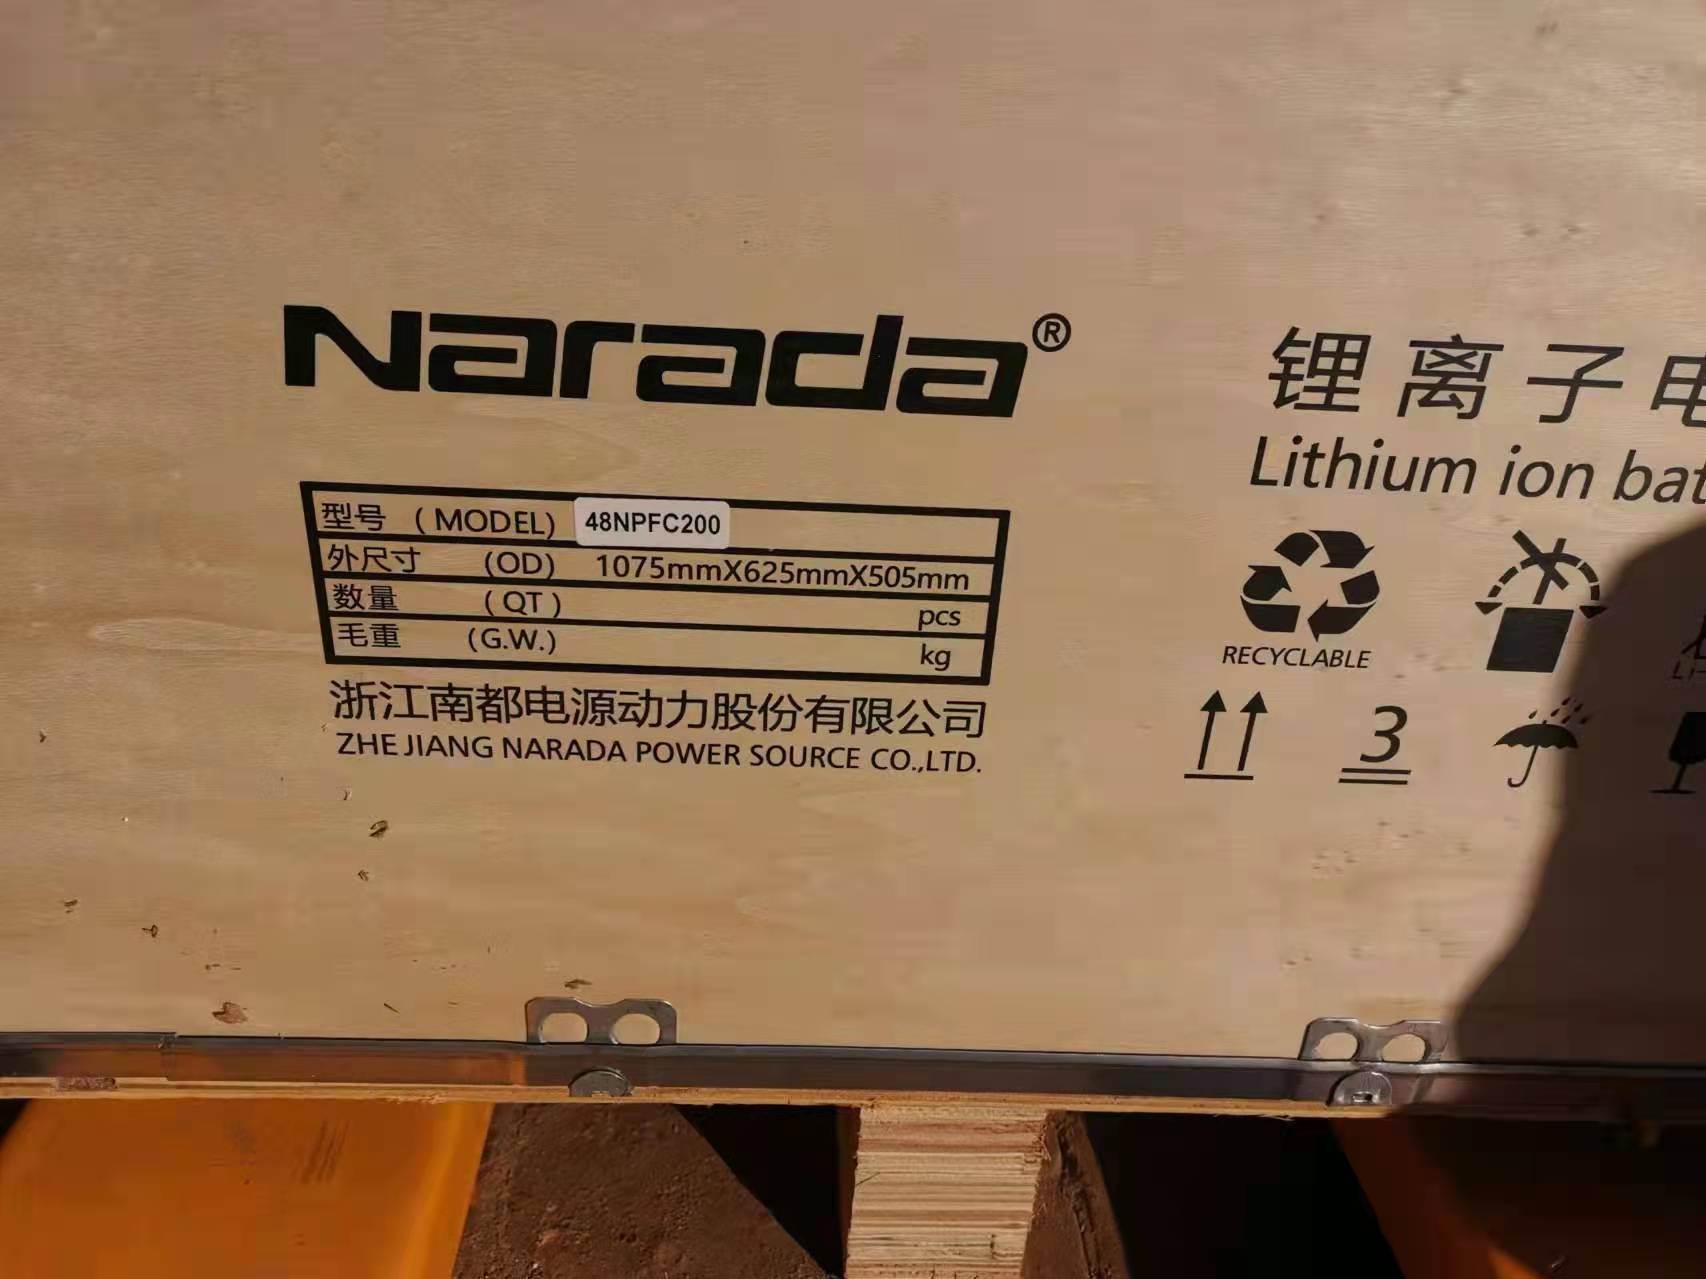 Narada®
型号 (MODEL) 48NPFC200
外尺寸 (OD) 1075mmX625mmX505mm
数量 (QT) pcs
毛重 (G.W.) kg
浙江南都电源动力股份有限公司
ZHE JIANG NARADA POWER SOURCE CO.,LTD.
锂离子电
Lithium ion bat
RECYCLABLE
3